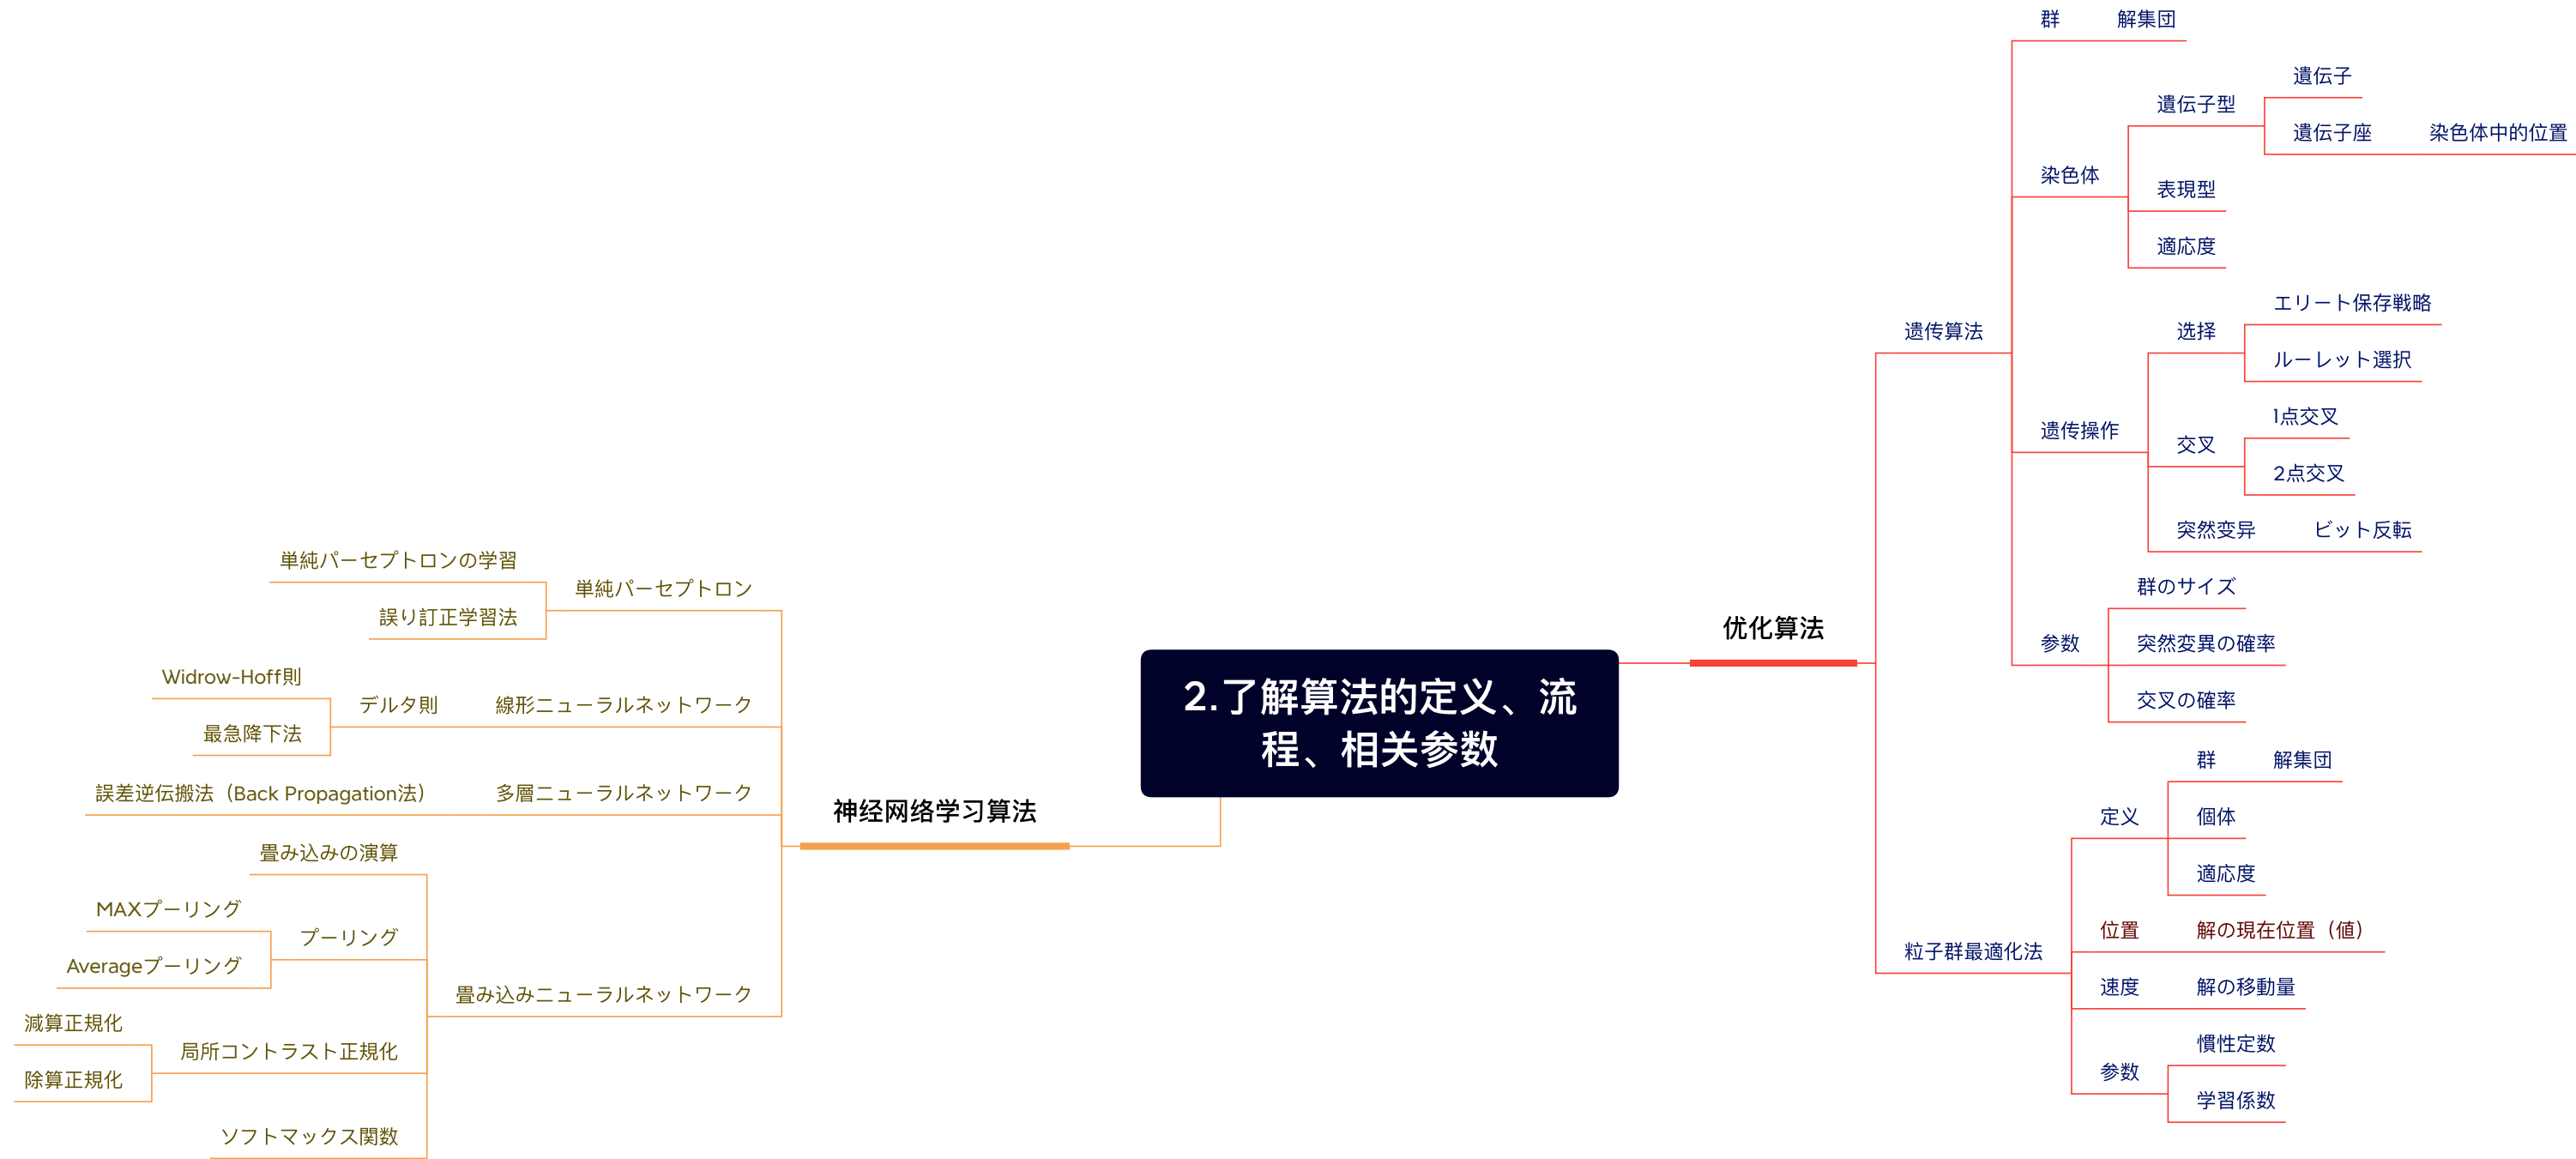 2.了解算法的定义、流
程、相关参数
优化算法
遗传算法
群
解集団
染色体
遺伝子型
遺伝子
遺伝子座
染色体中的位置
表現型
適応度
遗传操作
选择
エリート保存戦略
ルーレット選択
交叉
1点交叉
2点交叉
突然变异
ビット反転
参数
群のサイズ
突然変異の確率
交叉の確率
粒子群最適化法
定义
群
解集団
個体
適応度
位置
解の現在位置（値）
速度
解の移動量
参数
慣性定数
学習係数
神经网络学习算法
単純パーセプトロン
単純パーセプトロンの学習
誤り訂正学習法
線形ニューラルネットワーク
デルタ則
Widrow-Hoff則
最急降下法
多層ニューラルネットワーク
誤差逆伝搬法（Back Propagation法）
畳み込みニューラルネットワーク
畳み込みの演算
プーリング
MAXプーリング
Averageプーリング
局所コントラスト正規化
減算正規化
除算正規化
ソフトマックス関数